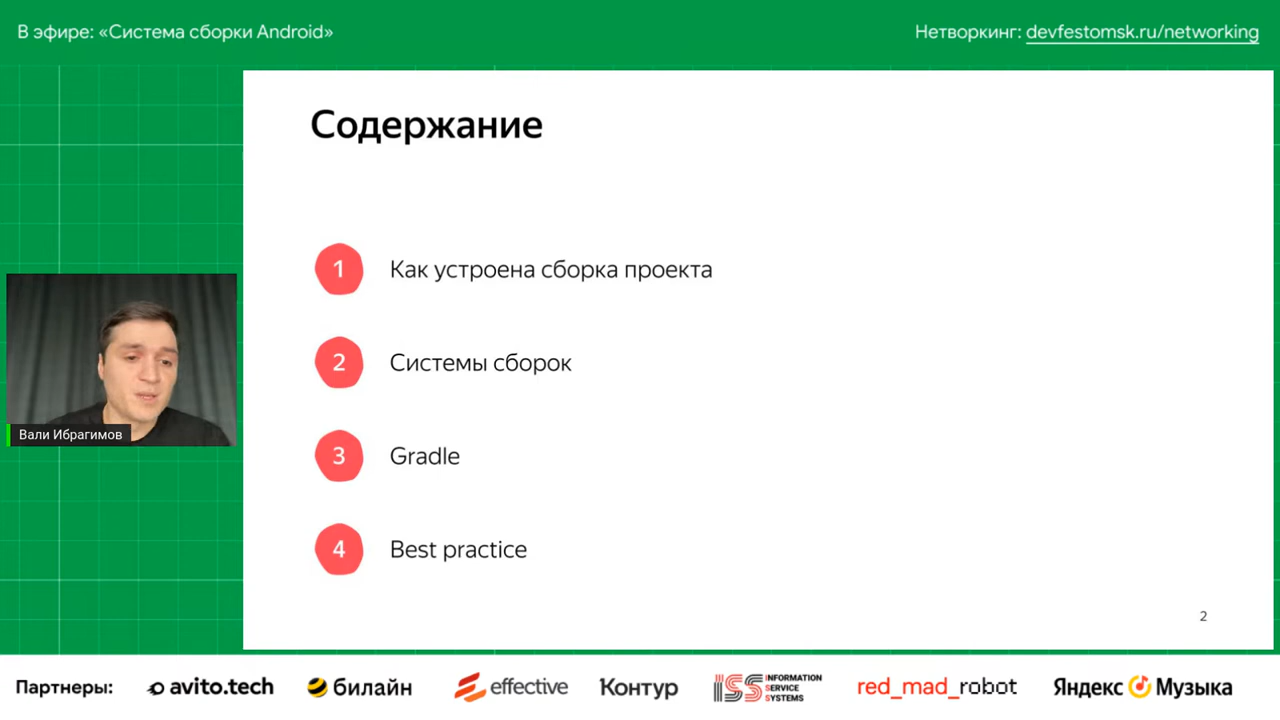 В эфире: «Система сборки Android»
Нетворкинг: devfestomsk.ru/networking
Содержание
1 Как устроена сборка проекта
2 Системы сборок
3 Gradle
4 Best practice
2
Вали Ибрагимов
Партнеры: avito.tech билайн effective Контур ISS INFORMATION SERVICE SYSTEMS red_mad_robot Яндекс Музыка